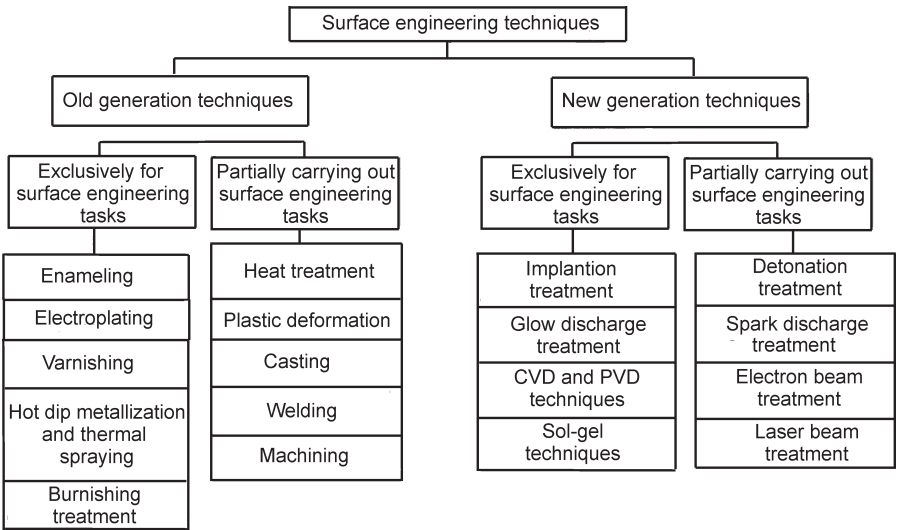 Surface engineering techniques
Old generation techniques
New generation techniques
Exclusively for
surface engineering
tasks
Partially carrying out
surface engineering
tasks
Exclusively for
surface engineering
tasks
Partially carrying out
surface engineering
tasks
Enameling
Electroplating
Varnishing
Hot dip metallization
and thermal
spraying
Burnishing
treatment
Heat treatment
Plastic deformation
Casting
Welding
Machining
Implantion
treatment
Glow discharge
treatment
CVD and PVD
techniques
Sol-gel
techniques
Detonation
treatment
Spark discharge
treatment
Electron beam
treatment
Laser beam
treatment